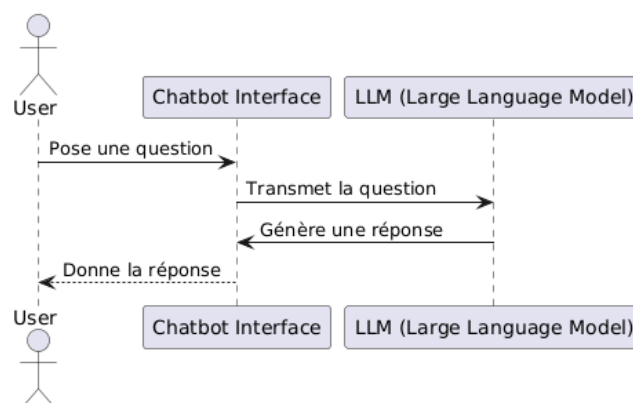 User
Chatbot Interface
LLM (Large Language Model)
Pose une question
Transmet la question
Génère une réponse
Donne la réponse
User
Chatbot Interface
LLM (Large Language Model)